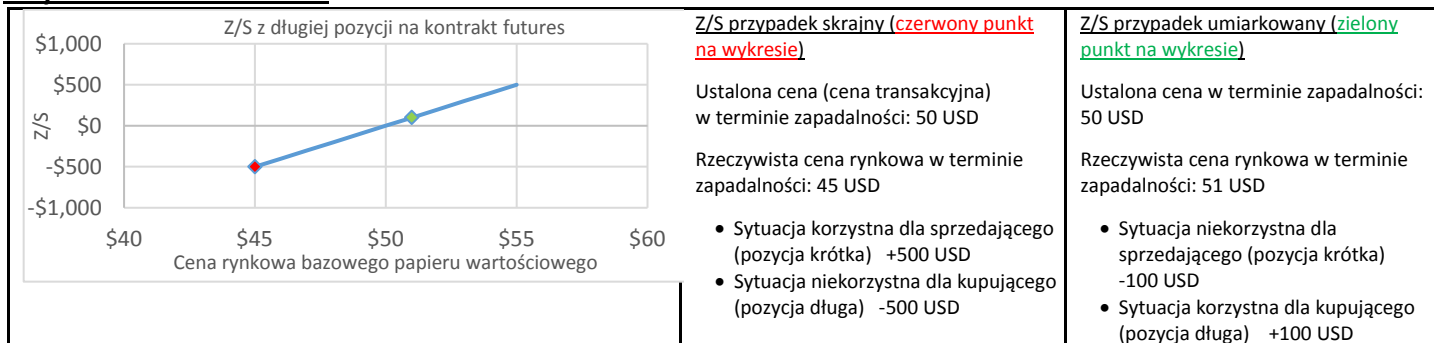 Z/S z długiej pozycji na kontrakt futures
$1,000
$500
$0
-$500
-$1,000
Z/S
$40 $45 $50 $55 $60
Cena rynkowa bazowego papieru wartościowego
Z/S przypadek skrajny (czerwony punkt
na wykresie)
Ustalona cena (cena transakcyjna)
w terminie zapadalności: 50 USD
Rzeczywista cena rynkowa w terminie
zapadalności: 45 USD
• Sytuacja korzystna dla sprzedającego
(pozycja krótka) +500 USD
• Sytuacja niekorzystna dla kupującego
(pozycja długa) -500 USD
Z/S przypadek umiarkowany (zielony
punkt na wykresie)
Ustalona cena w terminie zapadalności:
50 USD
Rzeczywista cena rynkowa w terminie
zapadalności: 51 USD
• Sytuacja niekorzystna dla
sprzedającego (pozycja krótka)
-100 USD
• Sytuacja korzystna dla kupującego
(pozycja długa) +100 USD